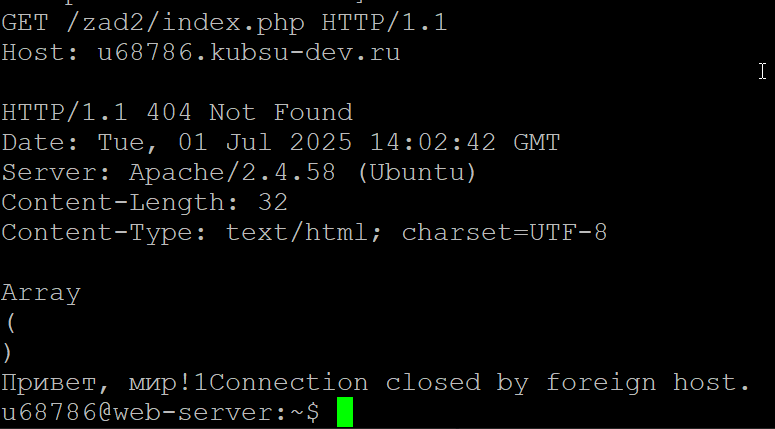 GET /zad2/index.php HTTP/1.1
Host: u68786.kubsu-dev.ru
HTTP/1.1 404 Not Found
Date: Tue, 01 Jul 2025 14:02:42 GMT
Server: Apache/2.4.58 (Ubuntu)
Content-Length: 32
Content-Type: text/html; charset=UTF-8
Array
(
)
Привет, мир!1Connection closed by foreign host.
u68786@web-server:~$